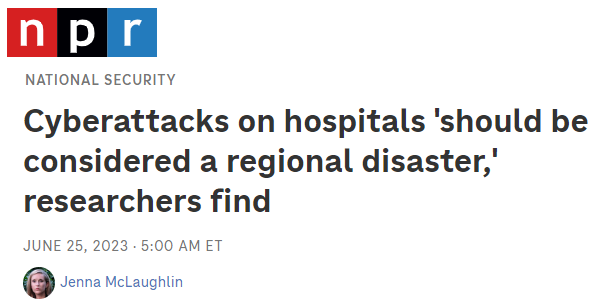 npr
NATIONAL SECURITY
Cyberattacks on hospitals 'should be
considered a regional disaster,'
researchers find
JUNE 25, 2023 · 5:00 AM ET
Jenna McLaughlin